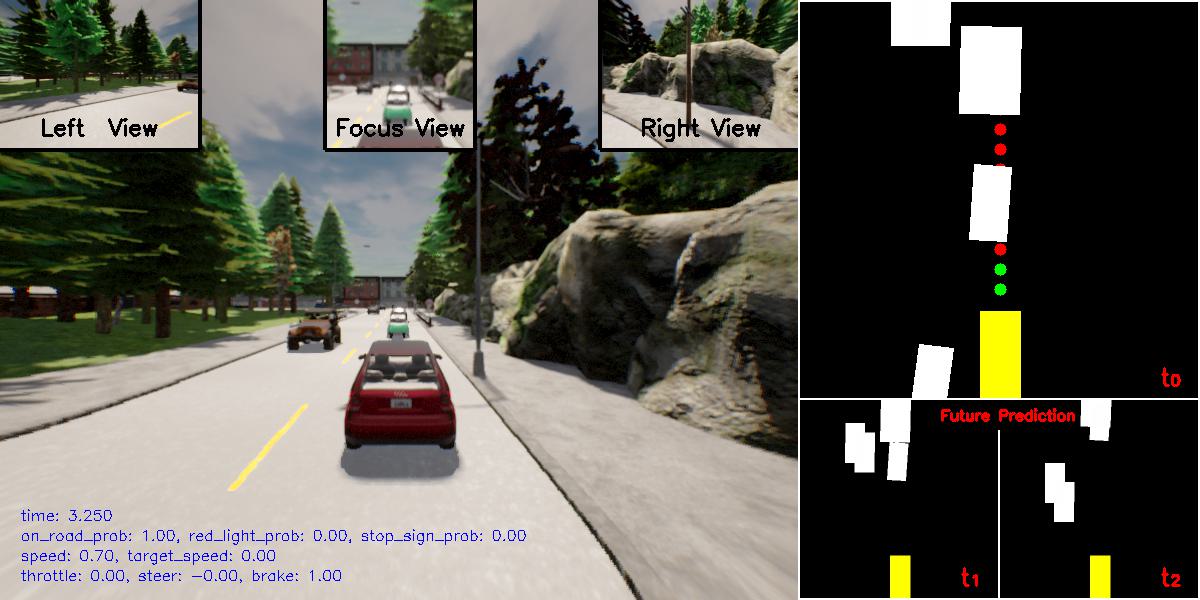 Left View
Focus View
Right View
t0
Future Prediction
t1
t2
time: 3.250
on_road_prob: 1.00, red_light_prob: 0.00, stop_sign_prob: 0.00
speed: 0.70, target_speed: 0.00
throttle: 0.00, steer: -0.00, brake: 1.00